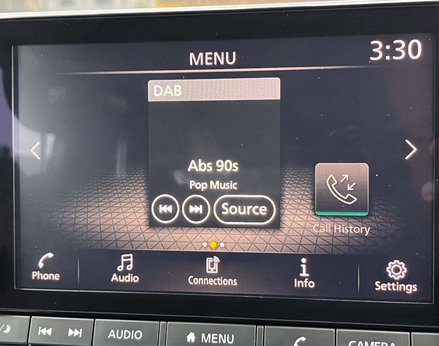 MENU
3:30
DAB
Abs 90s
Pop Music
Source
Call History
Phone
Audio
Connections
Info
Settings
AUDIO
MENU
CAMERA